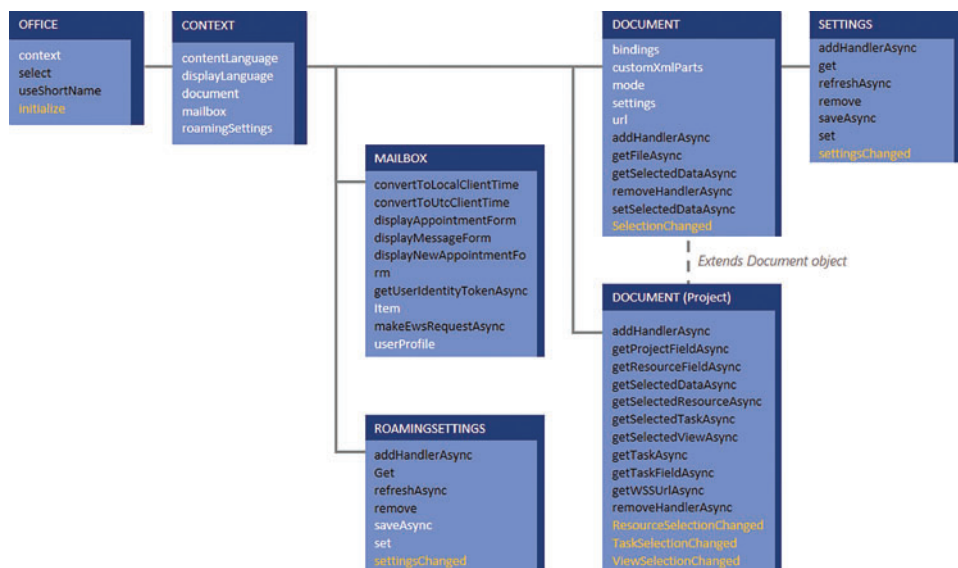 OFFICE
context
select
useShortName
initialize
CONTEXT
contentLanguage
displayLanguage
document
mailbox
roamingSettings
MAILBOX
convertToLocalClientTime
convertToUtcClientTime
displayAppointmentForm
displayMessageForm
displayNewAppointmentFo
rm
getUserIdentityTokenAsync
Item
makeEwsRequestAsync
userProfile
ROAMINGSETTINGS
addHandlerAsync
Get
refreshAsync
remove
saveAsync
set
settingsChanged
DOCUMENT
bindings
customXmlParts
mode
settings
url
addHandlerAsync
getFileAsync
getSelectedDataAsync
removeHandlerAsync
setSelectedDataAsync
SelectionChanged
Extends Document object
DOCUMENT (Project)
addHandlerAsync
getProjectFieldAsync
getResourceFieldAsync
getSelectedDataAsync
getSelectedResourceAsync
getSelectedTaskAsync
getSelectedViewAsync
getTaskAsync
getTaskFieldAsync
getWSSUrlAsync
removeHandlerAsync
ResourceSelectionChanged
TaskSelectionChanged
ViewSelectionChanged
SETTINGS
addHandlerAsync
get
refreshAsync
remove
saveAsync
set
settingsChanged